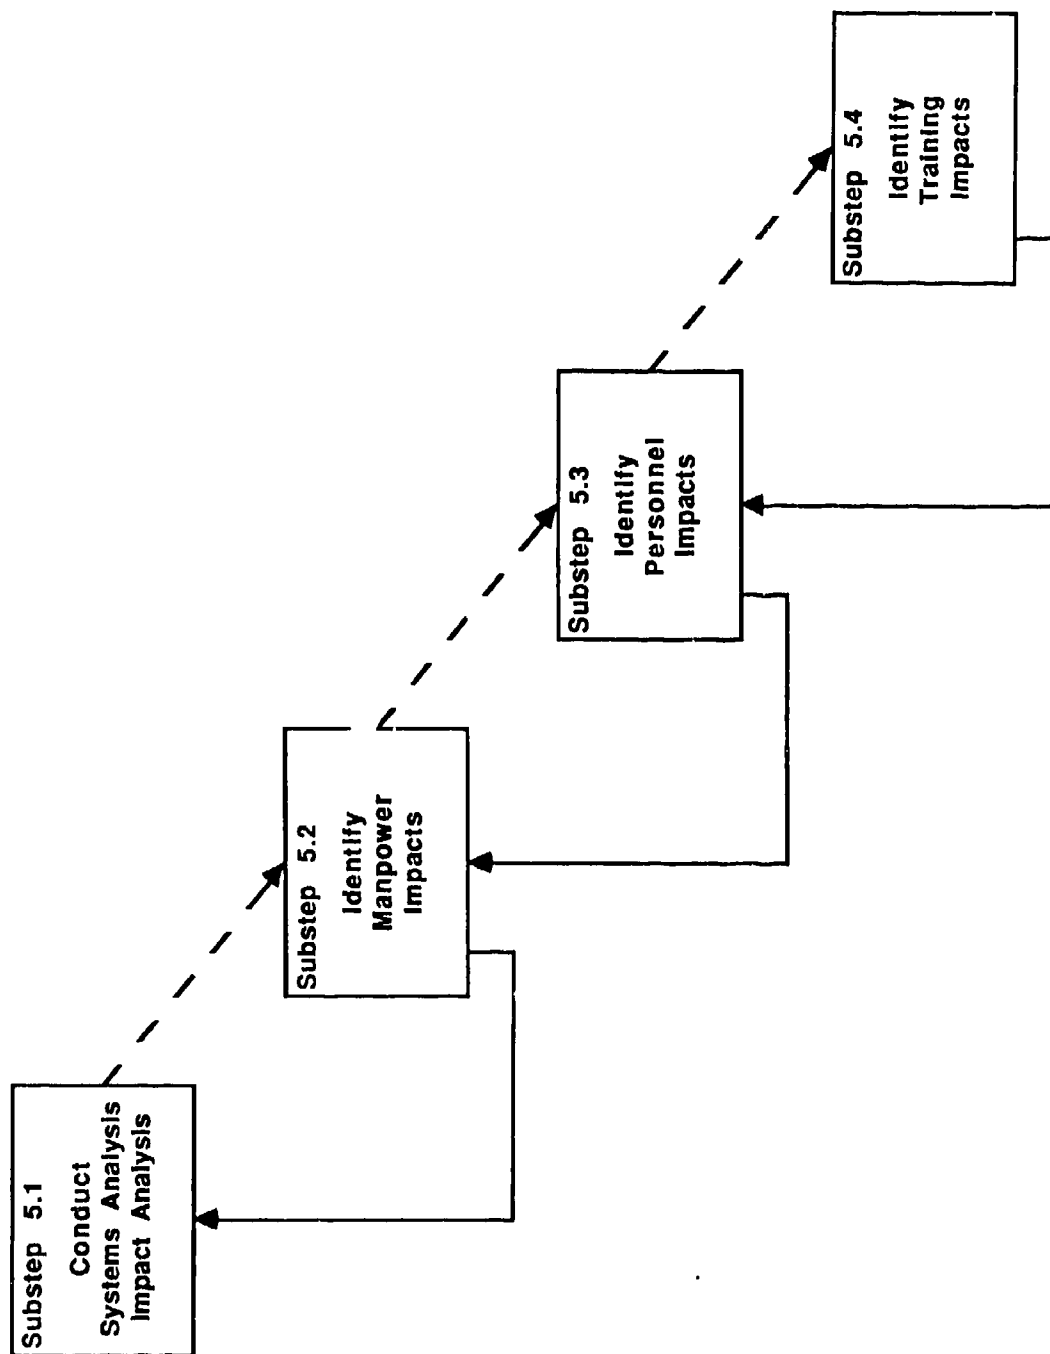 Substep 5.1
Conduct
Systems Analysis
Impact Analysis
Substep 5.2
Identify
Manpower
Impacts
Substep 5.3
Identify
Personnel
Impacts
Substep 5.4
Identify
Training
Impacts